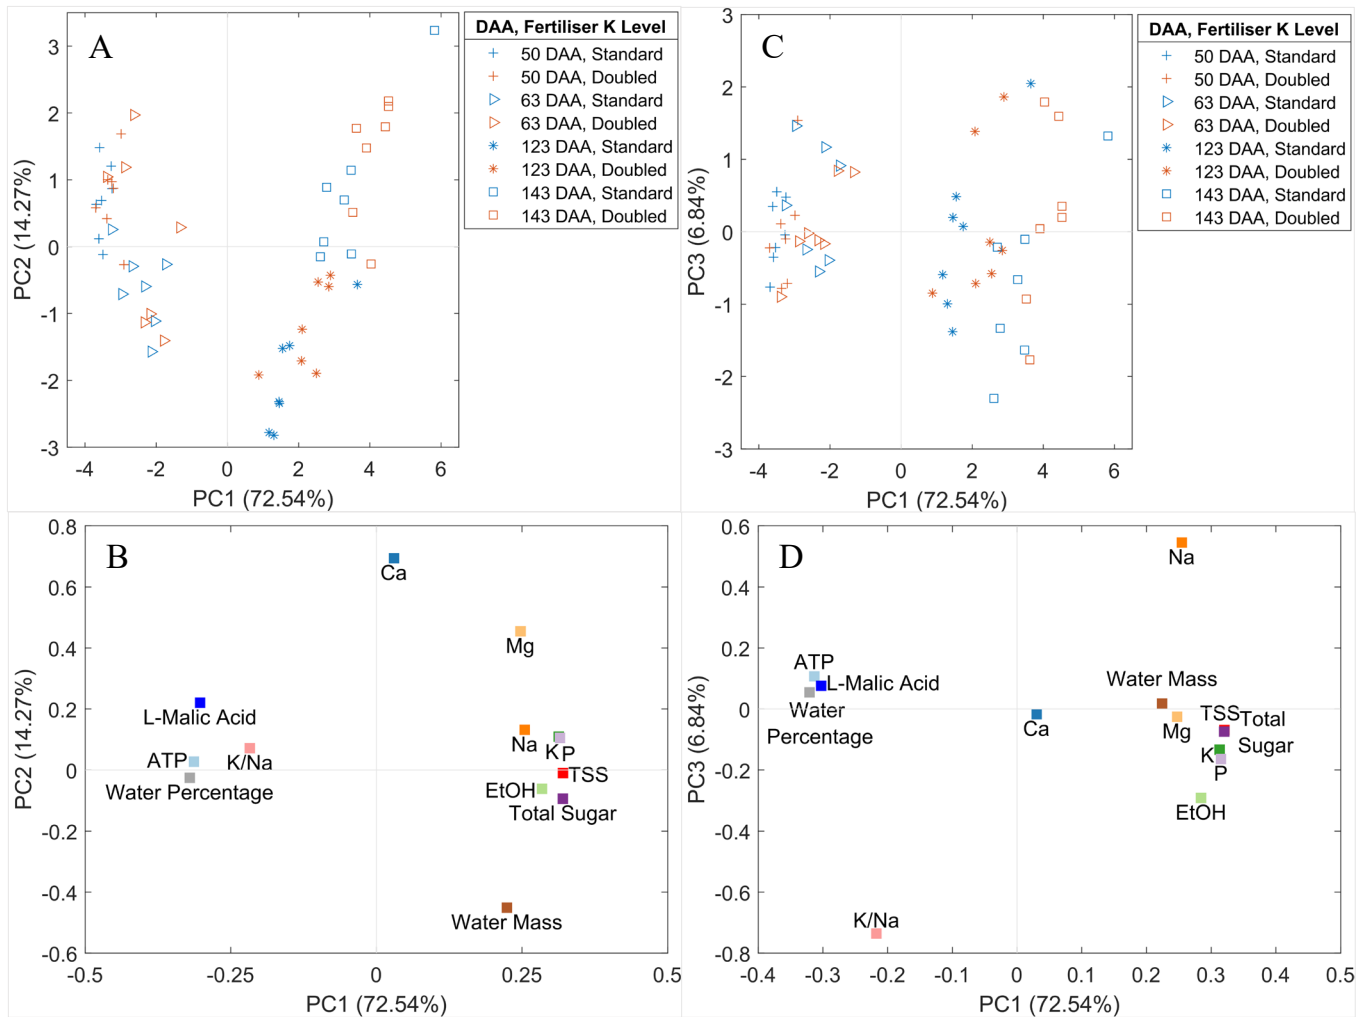 A
DAA, Fertiliser K Level
50 DAA, Standard
50 DAA, Doubled
63 DAA, Standard
63 DAA, Doubled
123 DAA, Standard
123 DAA, Doubled
143 DAA, Standard
143 DAA, Doubled
3
2
1
0
-1
-2
-3
PC2 (14.27%)
-4
-2
0
2
4
6
PC1 (72.54%)
C
DAA, Fertiliser K Level
50 DAA, Standard
50 DAA, Doubled
63 DAA, Standard
63 DAA, Doubled
123 DAA, Standard
123 DAA, Doubled
143 DAA, Standard
143 DAA, Doubled
3
2
1
0
-1
-2
-3
PC3 (6.84%)
-4
-2
0
2
4
6
PC1 (72.54%)
B
0.8
0.6
0.4
0.2
0
-0.2
-0.4
-0.6
PC2 (14.27%)
Ca
Mg
L-Malic Acid
Na
K
P
ATP
K/Na
TSS
Water Percentage
EtOH
Total Sugar
Water Mass
-0.5
-0.25
0
0.25
0.5
PC1 (72.54%)
D
0.6
0.4
0.2
0
-0.2
-0.4
-0.6
-0.8
PC3 (6.84%)
Na
ATP
L-Malic Acid
Water
Percentage
Water Mass
Ca
Mg
TSS
Total
Sugar
K
P
EtOH
K/Na
-0.4
-0.3
-0.2
-0.1
0
0.1
0.2
0.3
0.4
0.5
PC1 (72.54%)